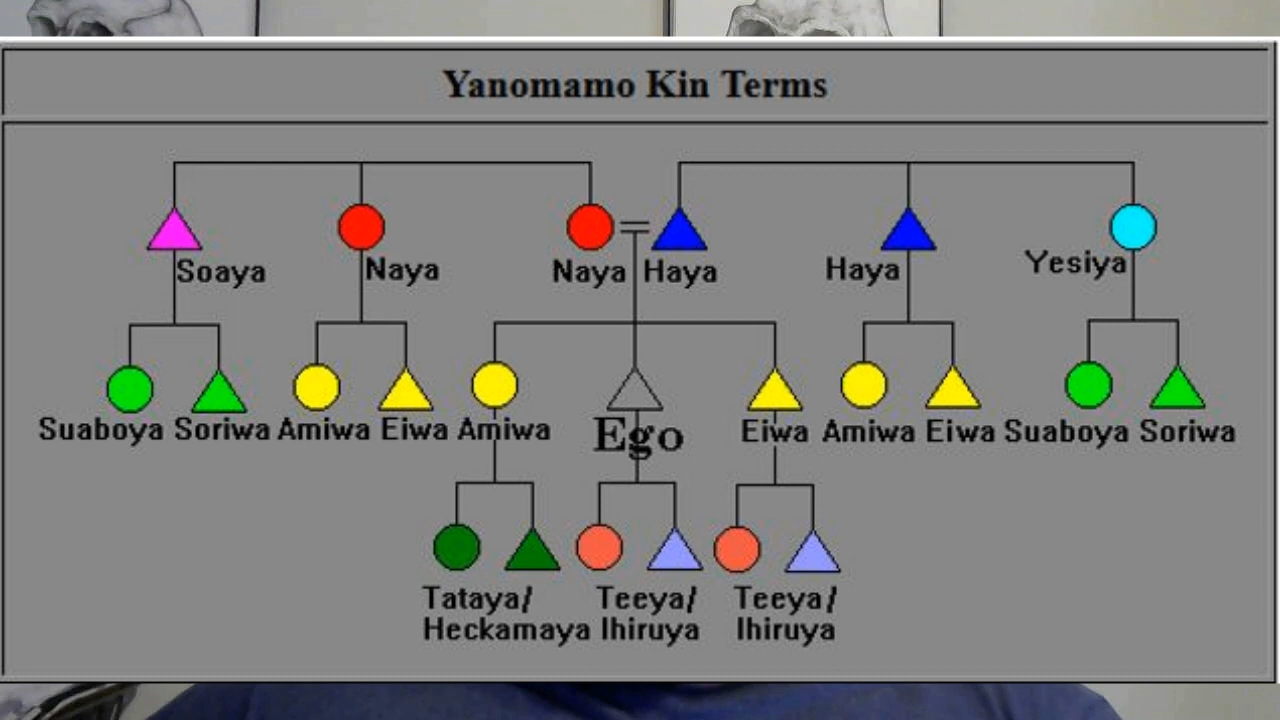 Yanomamo Kin Terms
Soaya
Naya
Naya
Haya
Haya
Yesiya
Suaboya
Soriwa
Amiwa
Eiwa
Amiwa
Ego
Eiwa
Amiwa
Eiwa
Suaboya
Soriwa
Tataya/
Heckamaya
Teeya/
Ihiruya
Teeya/
Ihiruya